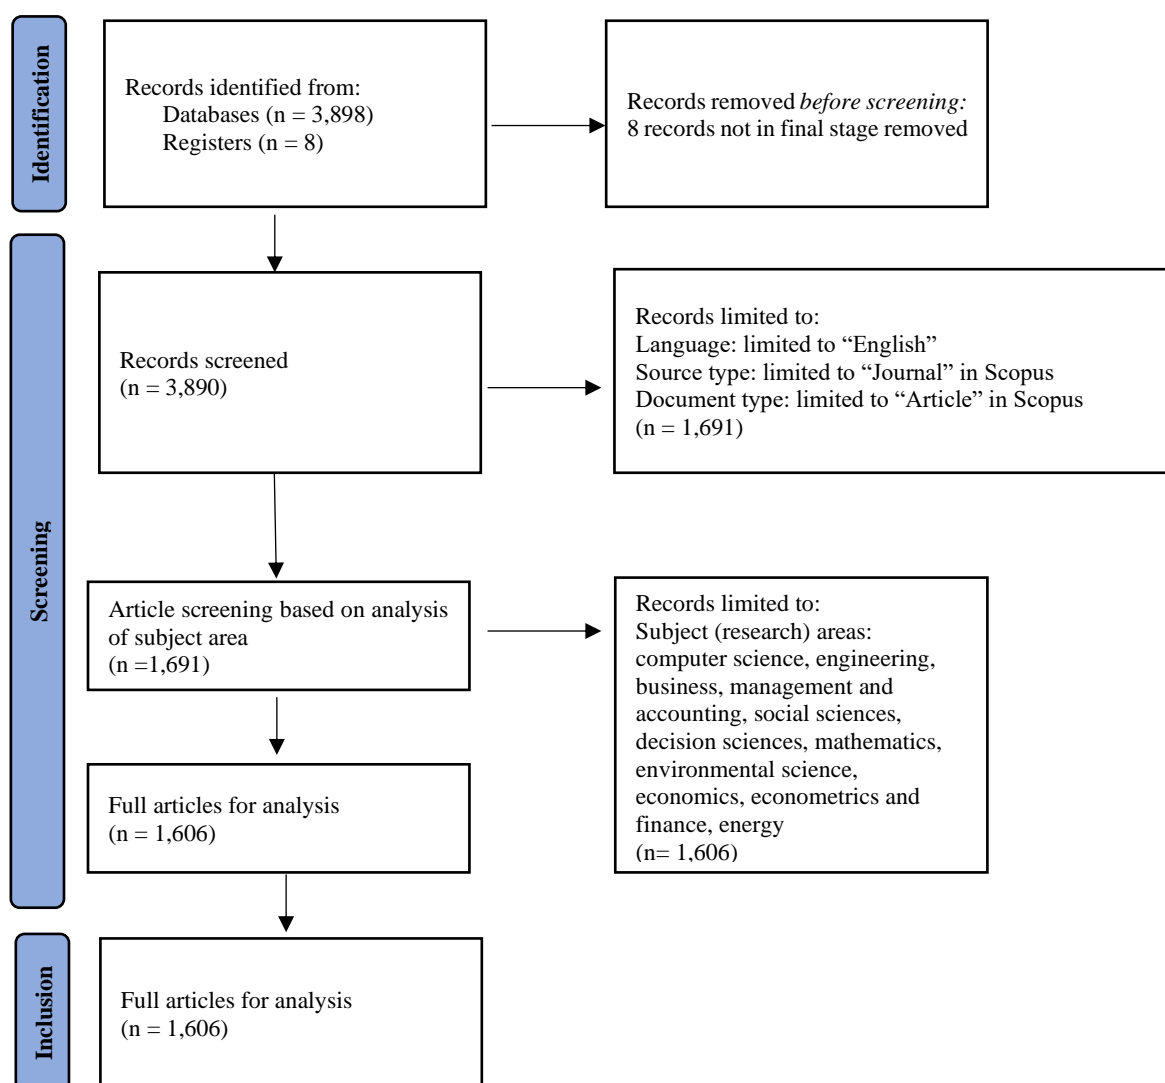 Identification
Records identified from:
Databases (n = 3,898)
Registers (n = 8)
Records removed before screening:
8 records not in final stage removed
Screening
Records screened
(n = 3,890)
Records limited to:
Language: limited to “English”
Source type: limited to “Journal” in Scopus
Document type: limited to “Article” in Scopus
(n = 1,691)
Article screening based on analysis
of subject area
(n =1,691)
Records limited to:
Subject (research) areas:
computer science, engineering,
business, management and
accounting, social sciences,
decision sciences, mathematics,
environmental science,
economics, econometrics and
finance, energy
(n= 1,606)
Full articles for analysis
(n = 1,606)
Inclusion
Full articles for analysis
(n = 1,606)